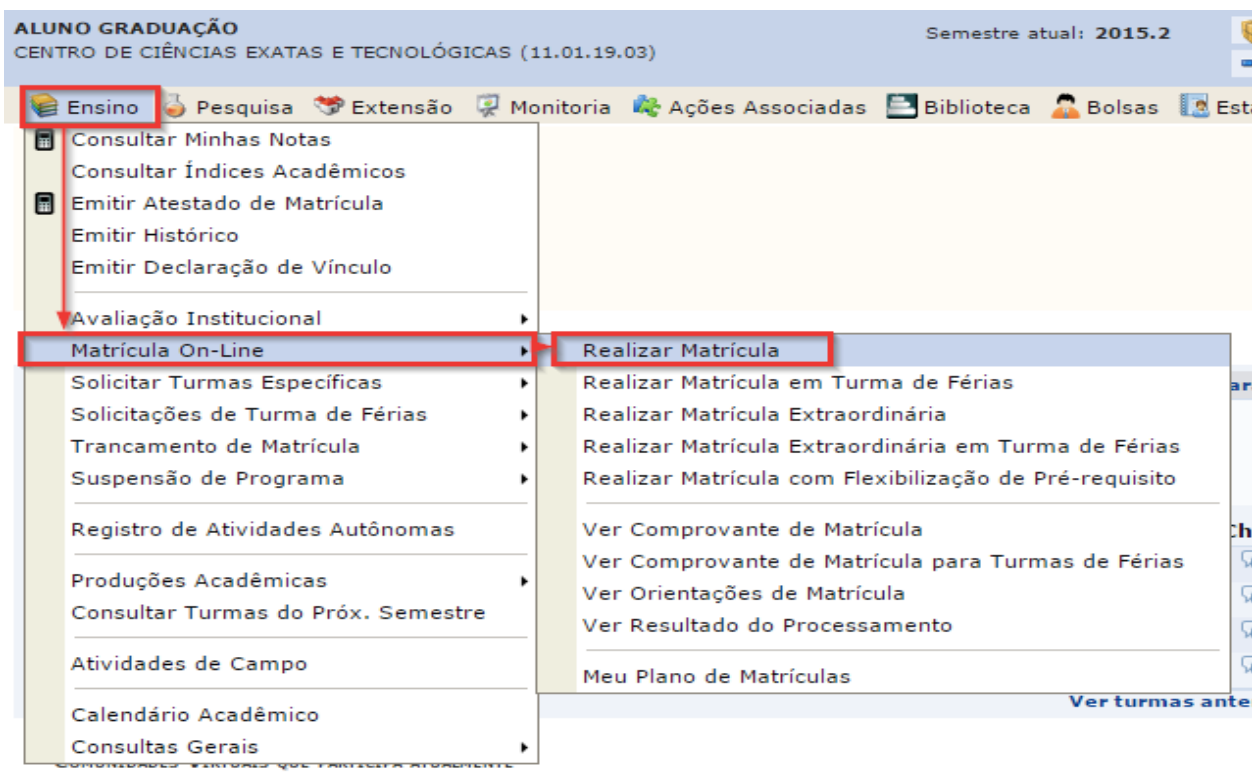 ALUNO GRADUAÇÃO
Semestre atual: 2015.2
CENTRO DE CIÊNCIAS EXATAS E TECNOLÓGICAS (11.01.19.03)
Ensino Pesquisa Extensão Monitoria Ações Associadas Biblioteca Bolsas Est
Consultar Minhas Notas
Consultar Índices Acadêmicos
Emitir Atestado de Matrícula
Emitir Histórico
Emitir Declaração de Vínculo
Avaliação Institucional
Matrícula On-Line
Solicitar Turmas Específicas
Solicitações de Turma de Férias
Trancamento de Matrícula
Suspensão de Programa
Registro de Atividades Autônomas
Produções Acadêmicas
Consultar Turmas do Próx. Semestre
Atividades de Campo
Calendário Acadêmico
Consultas Gerais
Realizar Matrícula
Realizar Matrícula em Turma de Férias
Realizar Matrícula Extraordinária
Realizar Matrícula Extraordinária em Turma de Férias
Realizar Matrícula com Flexibilização de Pré-requisito
Ver Comprovante de Matrícula
Ver Comprovante de Matrícula para Turmas de Férias
Ver Orientações de Matrícula
Ver Resultado do Processamento
Meu Plano de Matrículas
ar
Ch
Ver turmas ante